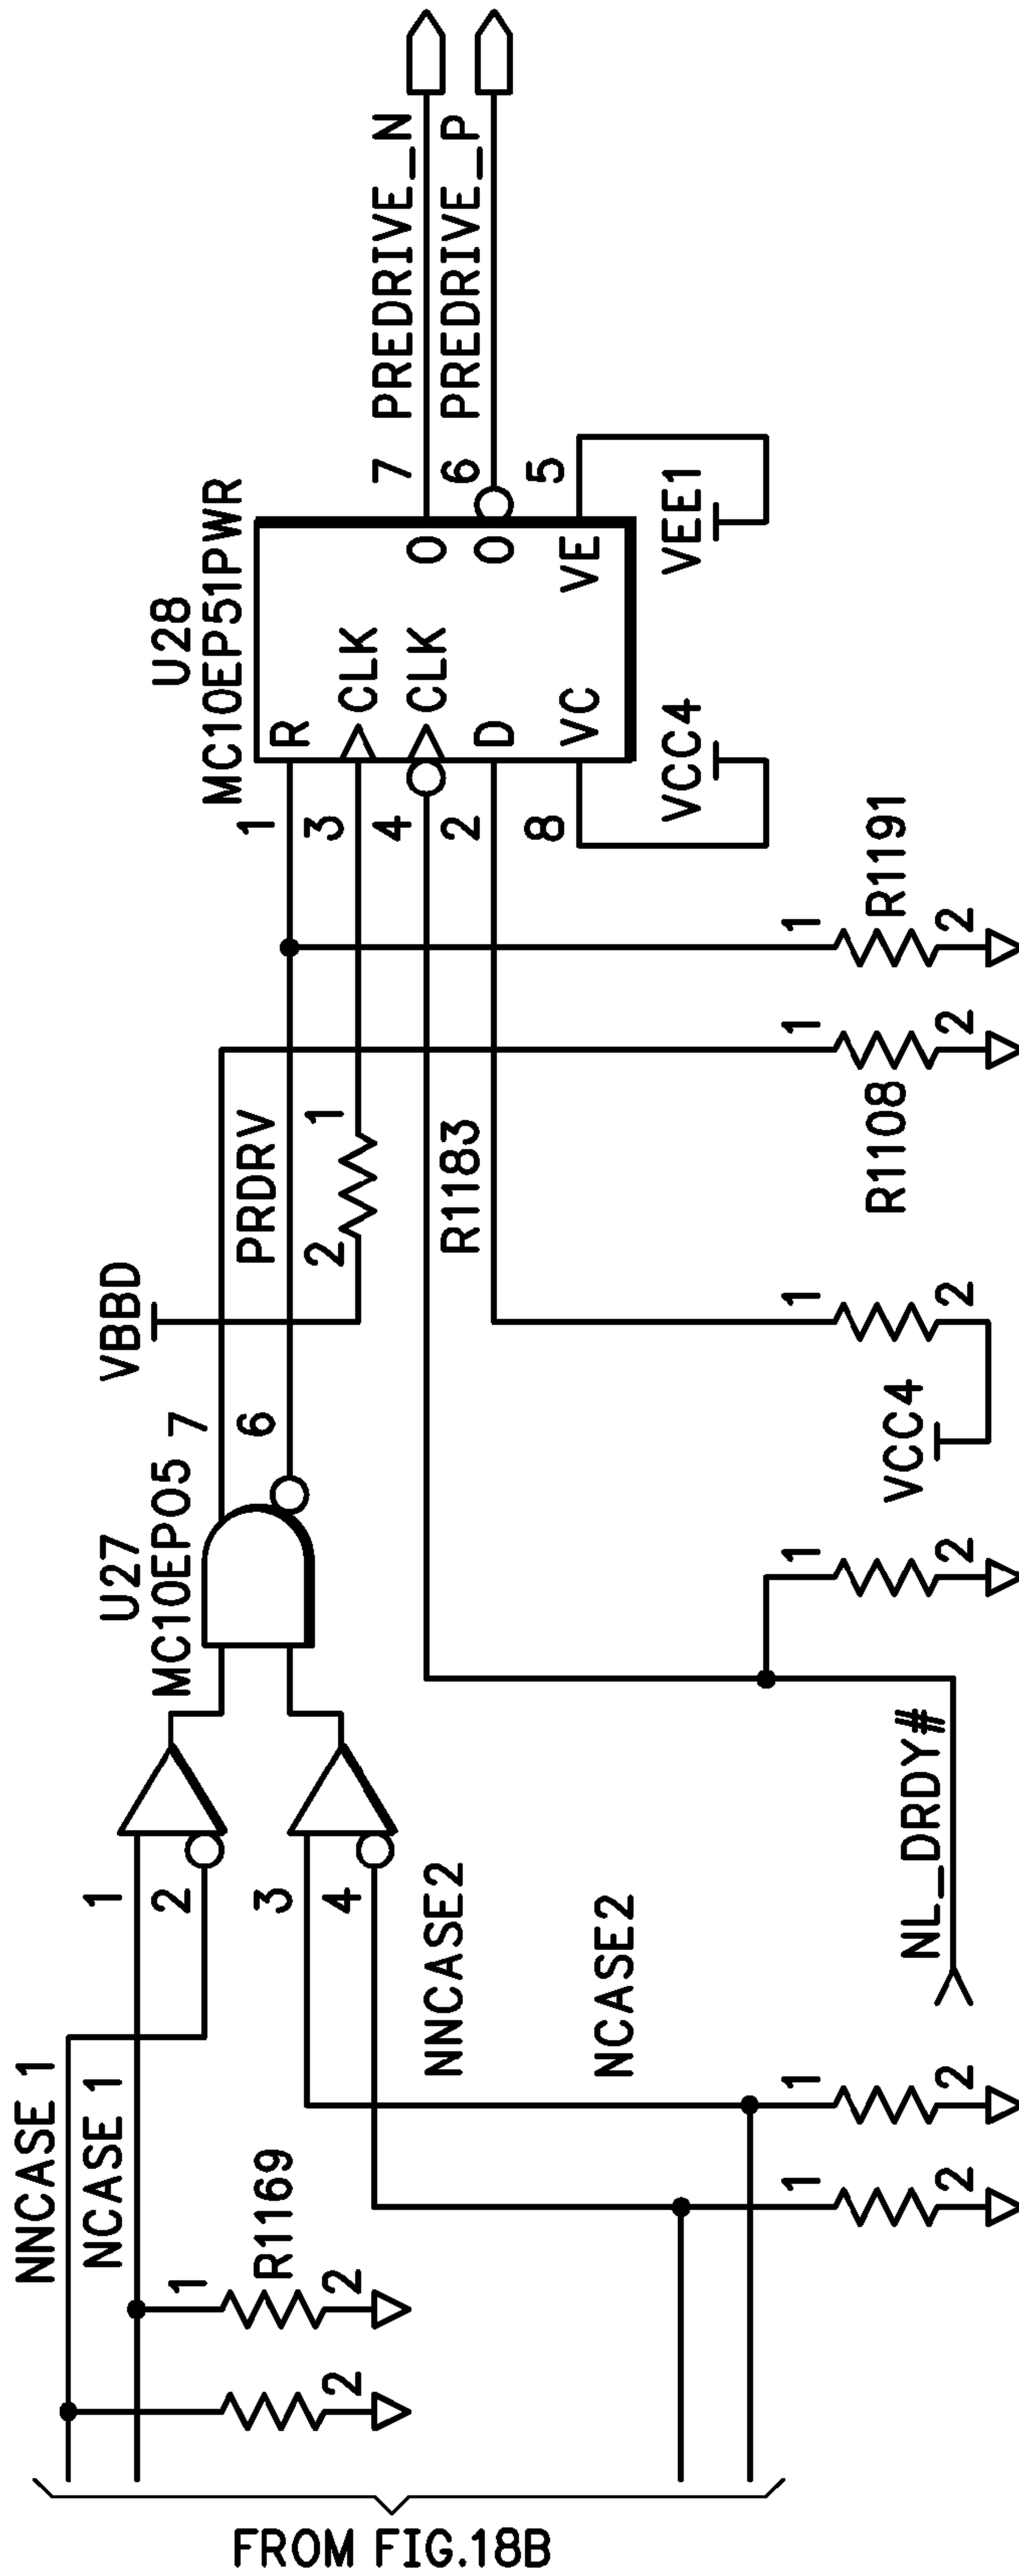 FROM FIG.18B
NNCASE 1
NCASE 1
2
1
R1169
2
1
2
1
2
1
2
3
4
NNCASE2
NCASE2
NL_DRDY#
U27
MC10EP05
7
6
1
2
VBBD
PRDRV
2
1
R1183
1
2
VCC4
1
2
R1108
1
2
R1191
U28
MC10EP51PWR
1
3
4
2
8
R
CLK
CLK
D
VC
O
O
VE
VCC4
VEE1
7
6
5
PREDRIVE_N
PREDRIVE_P